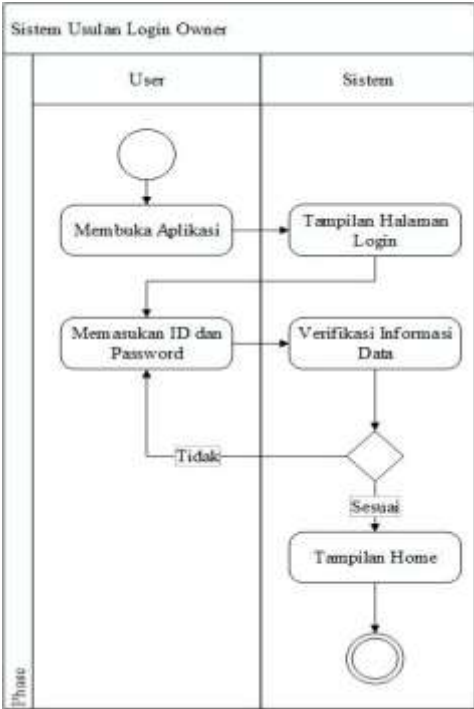 Sistem Usulan Login Owner
User
Sistem
Membuka Aplikasi
Tampilan Halaman
Login
Memasukan ID dan
Password
Verifikasi Informasi
Data
Tidak
Sesuai
Tampilan Home
Phase